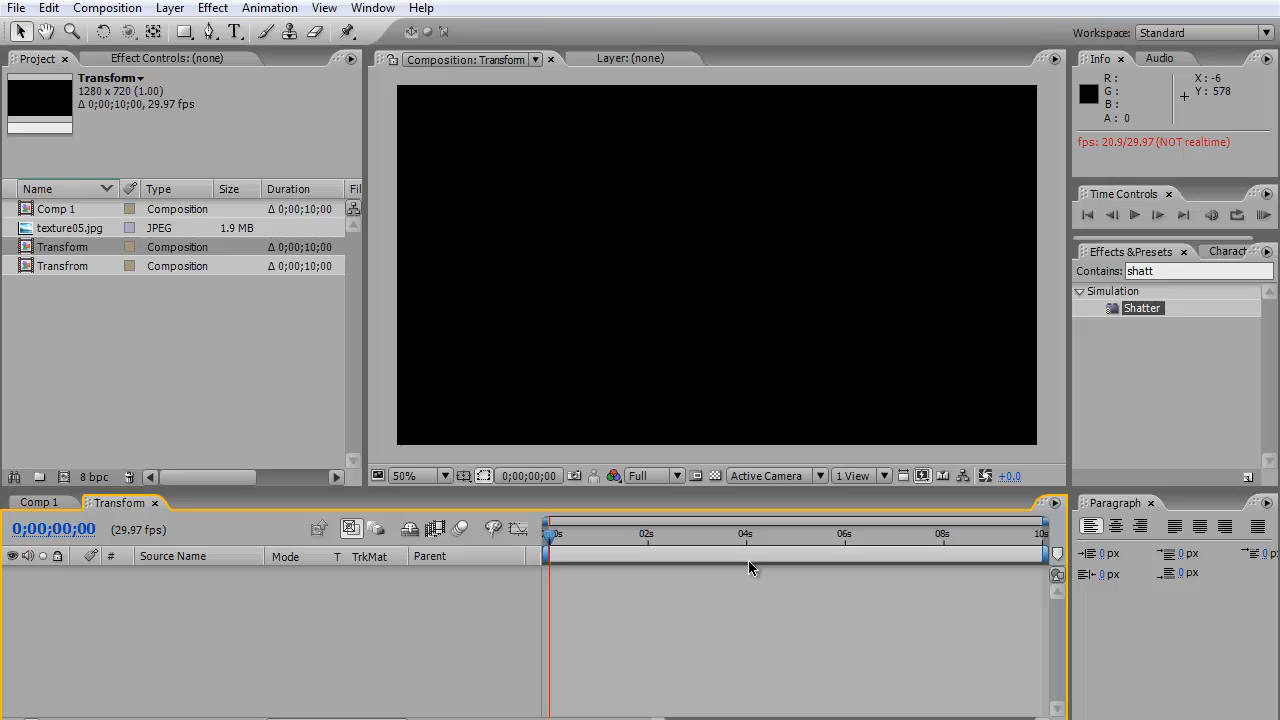 File Edit Composition Layer Effect Animation View Window Help
T Workspace: Standard
Project Effect Controls: (none) Composition: Transform Layer: (none) Info Audio
Transform
1280 x 720 (1.00)
Δ 0;00;10;00, 29.97 fps
R : X : -6
G : Y : 578
B :
A : 0
fps: 20.9/29.97 (NOT realtime)
Name Type Size Duration Fil
Comp 1 Composition Δ 0;00;10;00
texture05.jpg JPEG 1.9 MB
Transform Composition Δ 0;00;10;00
Transfrom Composition Δ 0;00;10;00
Time Controls
Effects &Presets Charact
Contains: shatt
Simulation
Shatter
8 bpc 50% 0;00;00;00 Full Active Camera 1 View +0.0
Comp 1 Transform Paragraph
0;00;00;00 (29.97 fps) 02s 04s 06s 08s 10s
# Source Name Mode T TrkMat Parent
0 px 0 px 0 p
0 px 0 px